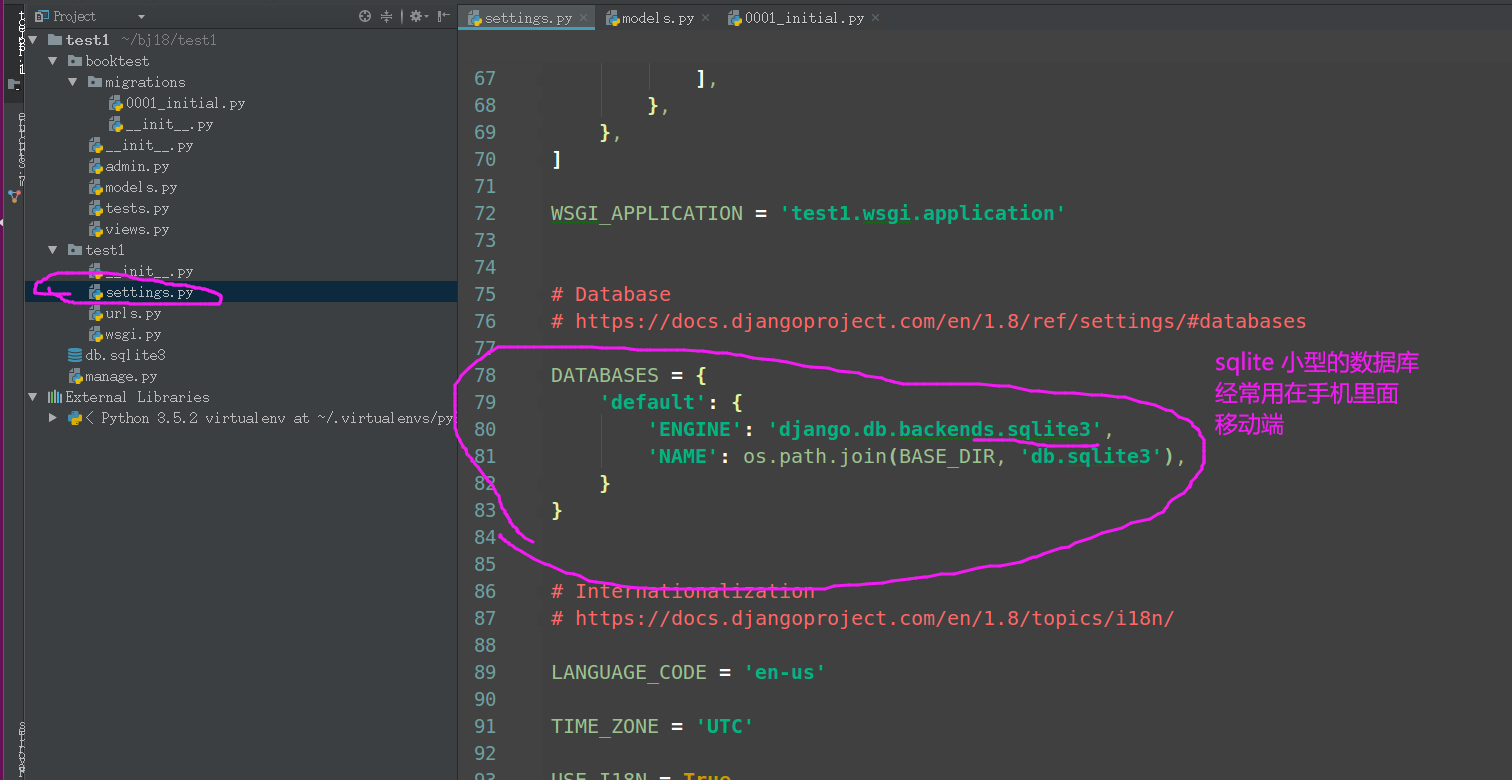 Project
settings.py
models.py
0001_initial.py
test1 ~/bj18/test1
booktest
migrations
0001_initial.py
__init__.py
__init__.py
admin.py
models.py
tests.py
views.py
test1
__init__.py
settings.py
urls.py
wsgi.py
db.sqlite3
manage.py
External Libraries
< Python 3.5.2 virtualenv at ~/.virtualenvs/py
67 ],
68 },
69 },
70 ]
71
72 WSGI_APPLICATION = 'test1.wsgi.application'
73
74
75 # Database
76 # https://docs.djangoproject.com/en/1.8/ref/settings/#databases
77
78 DATABASES = {
79 'default': {
80 'ENGINE': 'django.db.backends.sqlite3',
81 'NAME': os.path.join(BASE_DIR, 'db.sqlite3'),
82 }
83 }
84
85
86 # Internationalization
87 # https://docs.djangoproject.com/en/1.8/topics/i18n/
88
89 LANGUAGE_CODE = 'en-us'
90
91 TIME_ZONE = 'UTC'
92
93 USE_I18N = True
sqlite 小型的数据库
经常用在手机里面
移动端